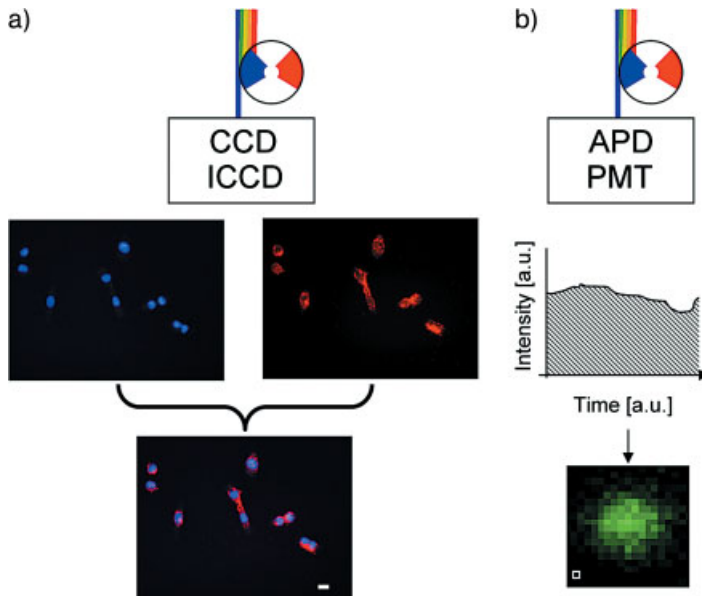 a)
CCD
ICCD
b)
APD
PMT
Intensity [a.u.]
Time [a.u.]